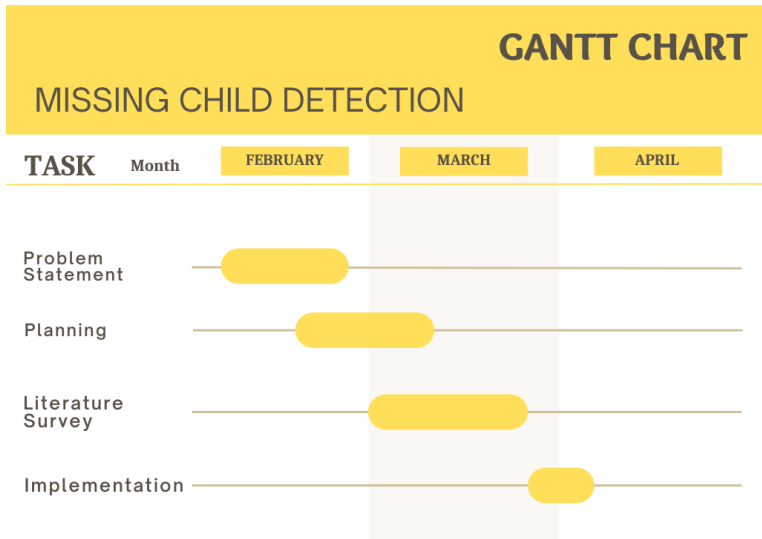 GANTT CHART
MISSING CHILD DETECTION
TASK Month FEBRUARY MARCH APRIL
Problem
Statement
Planning
Literature
Survey
Implementation